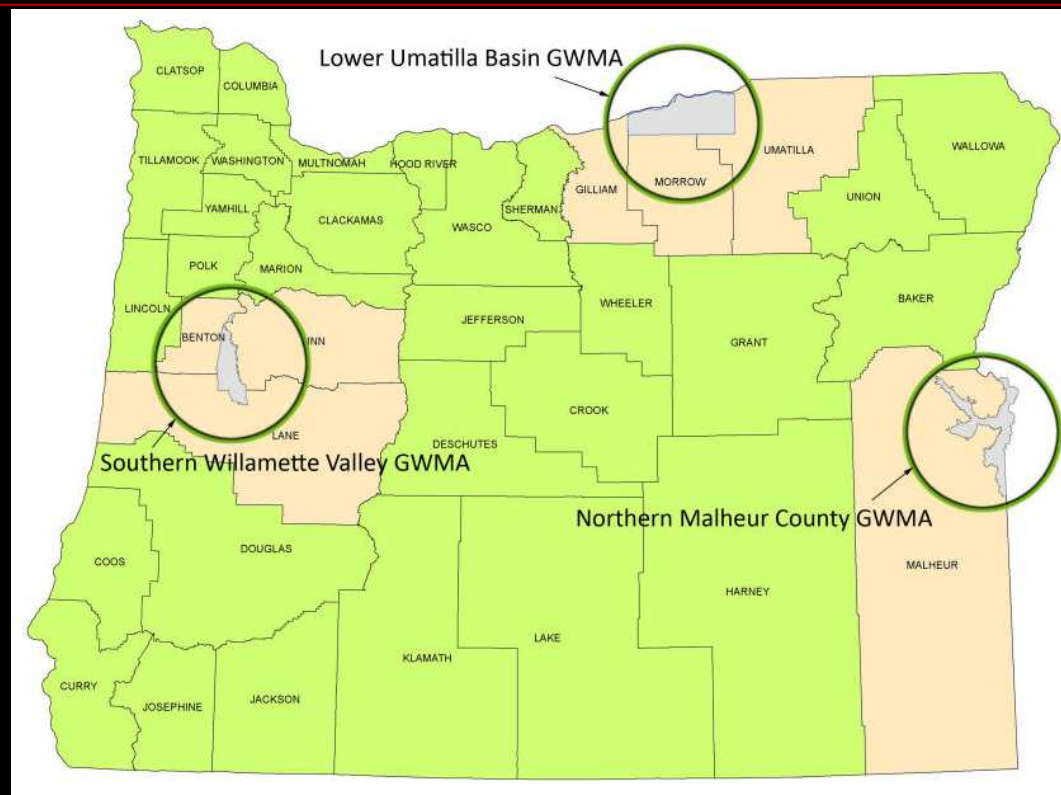 Lower Umatilla Basin GWMA
CLATSOP
COLUMBIA
TILLAMOOK
WASHINGTON
MULTNOMAH
HOOD RIVER
YAMHILL
CLACKAMAS
WASCO
SHERMAN
GILLIAM
MORROW
UMATILLA
UNION
WALLOWA
POLK
MARION
LINCOLN
BENTON
INN
JEFFERSON
WHEELER
GRANT
BAKER
CROOK
LANE
DESCHUTES
Southern Willamette Valley GWMA
Northern Malheur County GWMA
COOS
DOUGLAS
MALHEUR
HARNEY
LAKE
KLAMATH
CURRY
JOSEPHINE
JACKSON